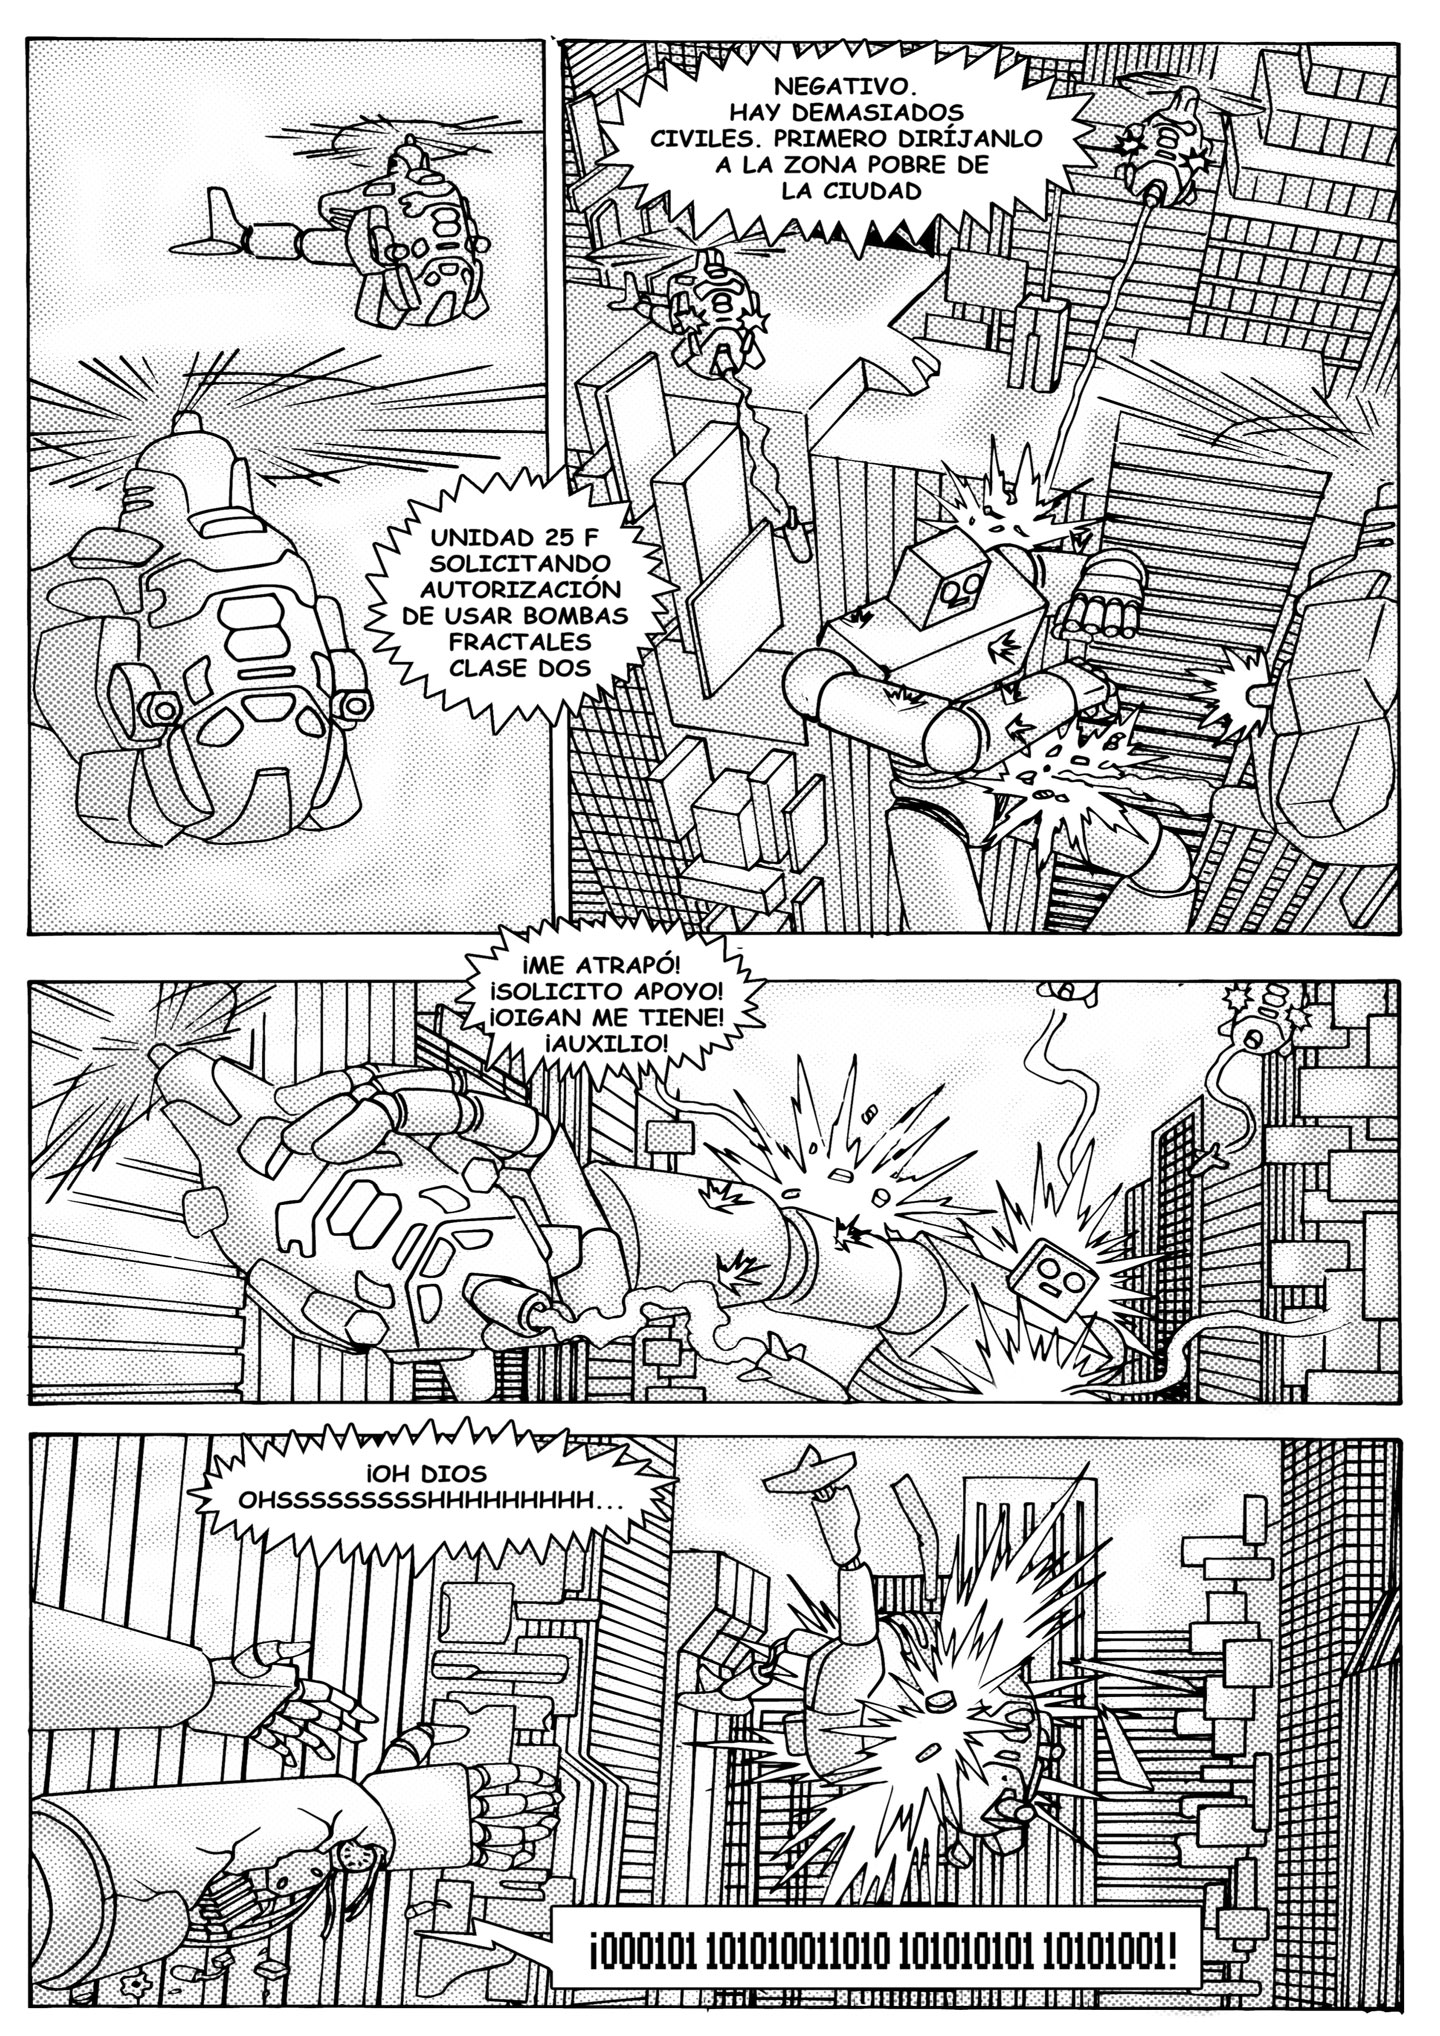 UNIDAD 25 F
SOLICITANDO
AUTORIZACIÓN
DE USAR BOMBAS
FRACTALES
CLASE DOS
NEGATIVO.
HAY DEMASIADOS
CIVILES. PRIMERO DIRÍJANLO
A LA ZONA POBRE DE
LA CIUDAD
¡ME ATRAPÓ!
¡SOLICITO APOYO!
¡OIGAN ME TIENE!
¡AUXILIO!
¡OH DIOS
OHSSSSSSSSSHHHHHHHHH...
¡000101 101010011010 101010101 10101001!